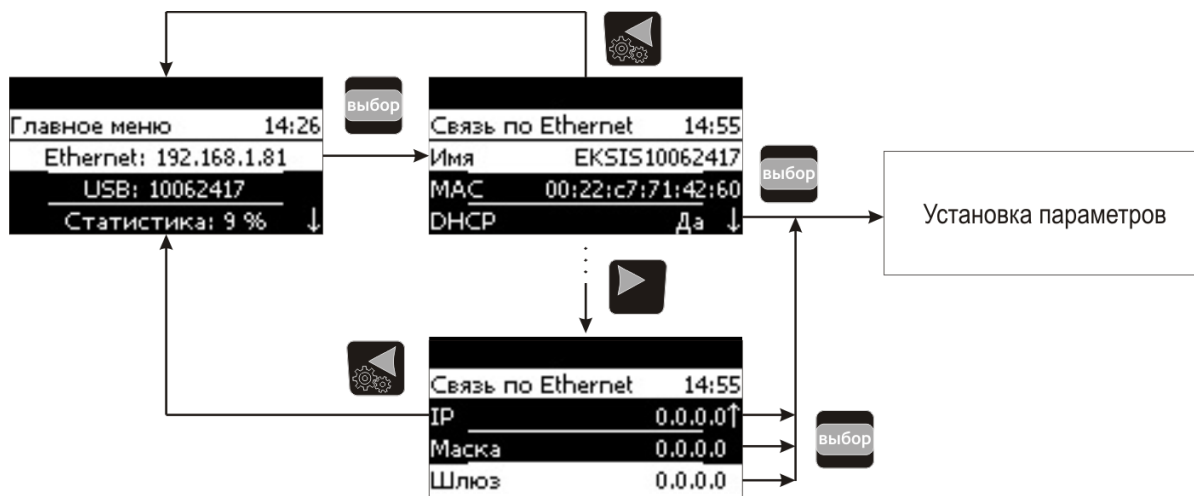 Главное меню 14:26
Ethernet: 192.168.1.81
USB: 10062417
Статистика: 9 % ↓
выбор
Связь по Ethernet 14:55
Имя EKSIS10062417
MAC 00:22:c7:71:42:60
DHCP Да ↓
выбор
Установка параметров
Связь по Ethernet 14:55
IP 0.0.0.0↑
Маска 0.0.0.0
Шлюз 0.0.0.0
выбор